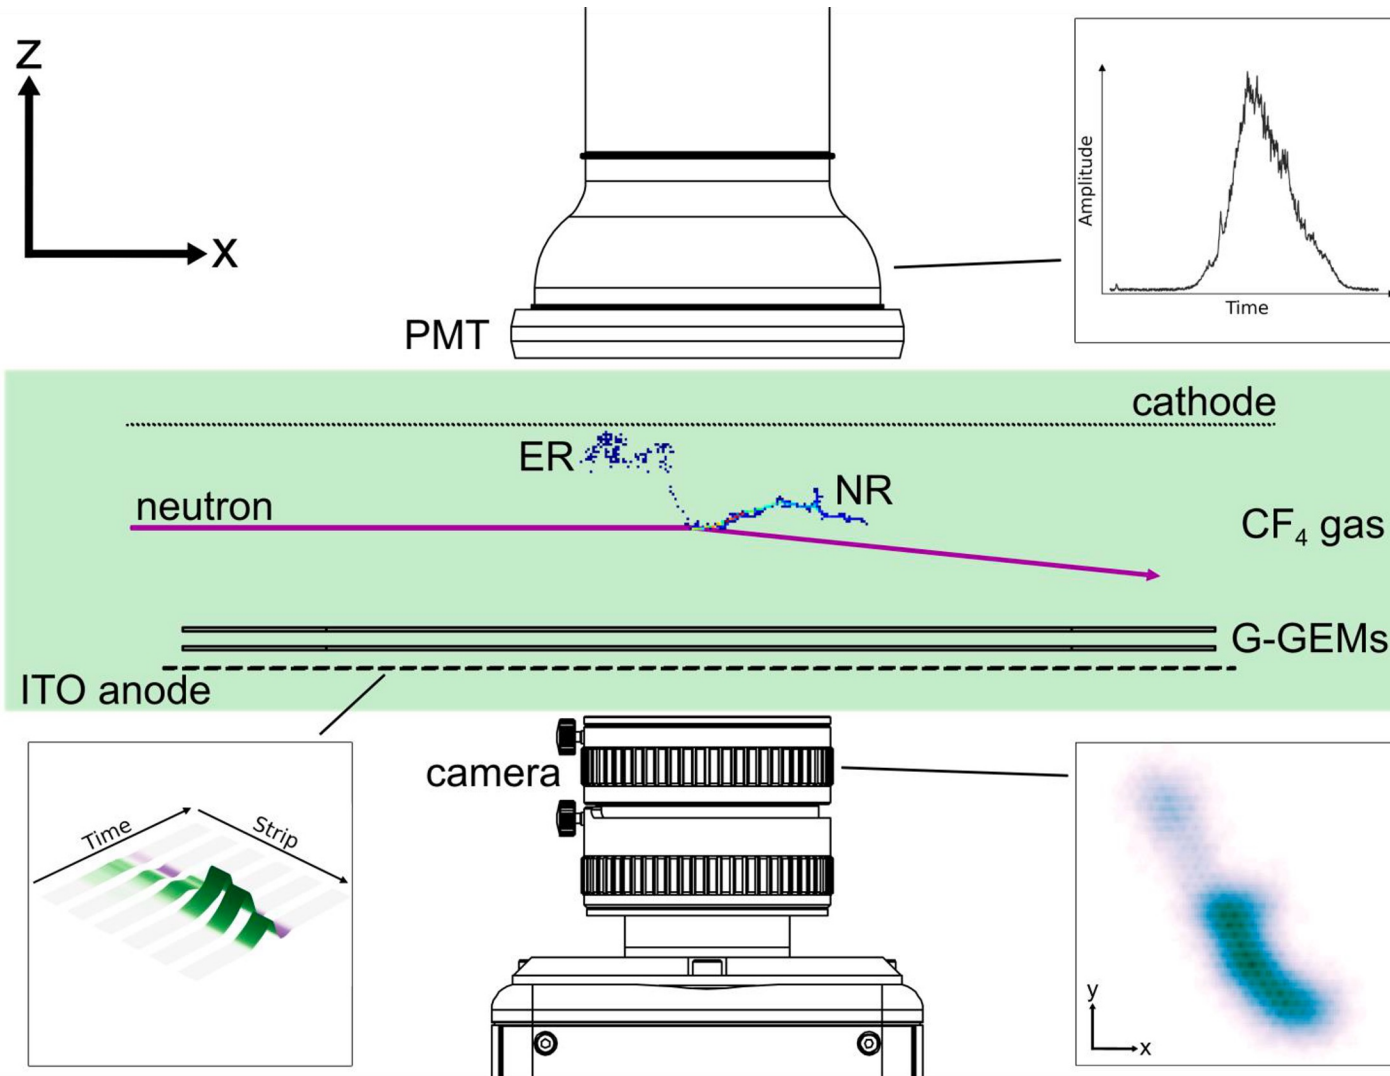 z
x
Amplitude
Time
PMT
cathode
ER
NR
neutron
CF₄ gas
G-GEMs
ITO anode
camera
Time
Strip
y
x